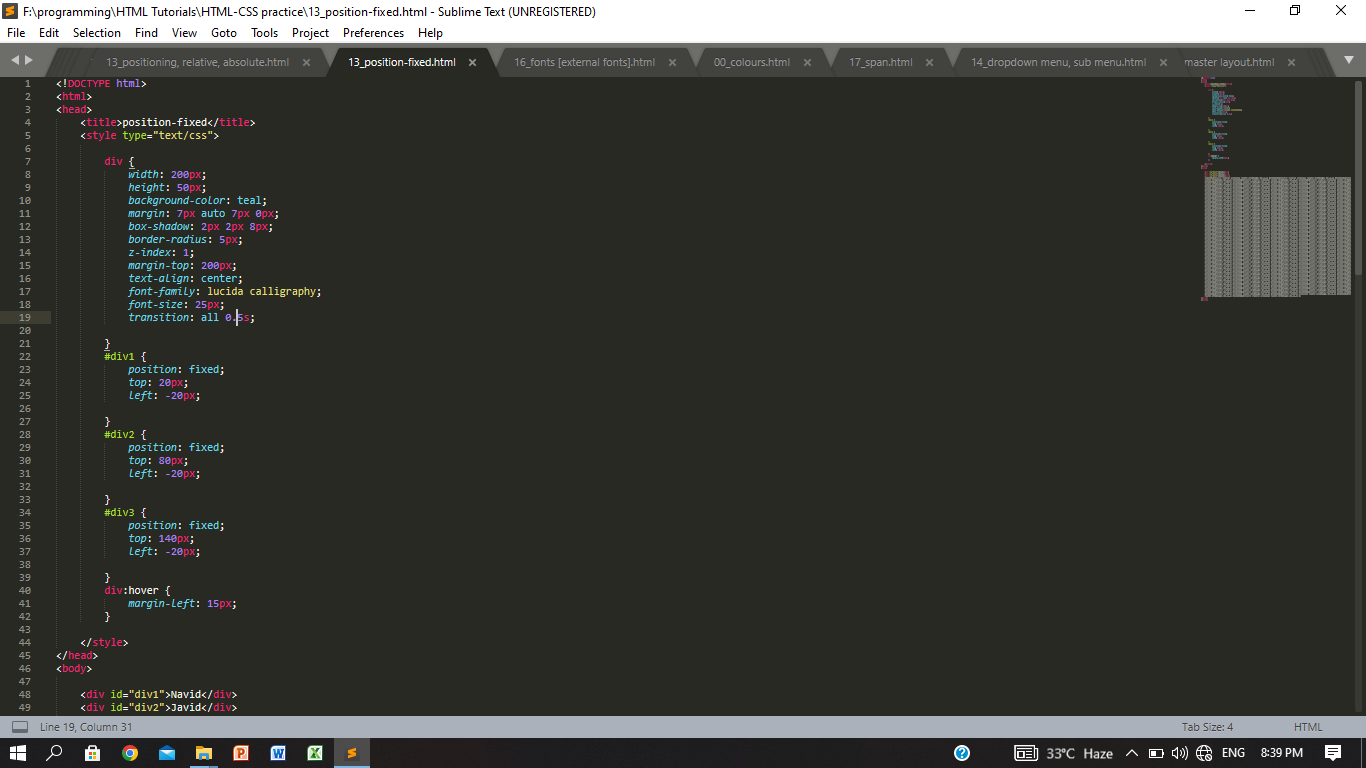 F:\programming\HTML Tutorials\HTML-CSS practice\13_position-fixed.html - Sublime Text (UNREGISTERED)
File Edit Selection Find View Goto Tools Project Preferences Help
13_positioning, relative, absolute.html 13_position-fixed.html 16_fonts [external fonts].html 00_colours.html 17_span.html 14_dropdown menu, sub menu.html master layout.html
1 <!DOCTYPE html>
2 <html>
3 <head>
4 <title>position-fixed</title>
5 <style type="text/css">
6
7 div {
8 width: 200px;
9 height: 50px;
10 background-color: teal;
11 margin: 7px auto 7px 0px;
12 box-shadow: 2px 2px 8px;
13 border-radius: 5px;
14 z-index: 1;
15 margin-top: 200px;
16 text-align: center;
17 font-family: lucida calligraphy;
18 font-size: 25px;
19 transition: all 0.5s;
20
21 }
22 #div1 {
23 position: fixed;
24 top: 20px;
25 left: -20px;
26
27 }
28 #div2 {
29 position: fixed;
30 top: 80px;
31 left: -20px;
32
33 }
34 #div3 {
35 position: fixed;
36 top: 140px;
37 left: -20px;
38
39 }
40 div:hover {
41 margin-left: 15px;
42 }
43
44 </style>
45 </head>
46 <body>
47
48 <div id="div1">Navid</div>
49 <div id="div2">Javid</div>
Line 19, Column 31 Tab Size: 4 HTML
33°C Haze ENG 8:39 PM